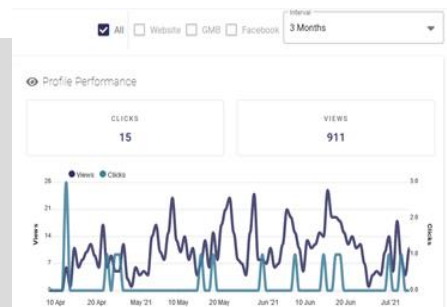 Interval
All Website GMB Facebook 3 Months
Profile Performance
CLICKS VIEWS
15 911
Views Clicks
28 3.0
21 2.0
14
7 1.0
0 0.0
Views
Clicks
10 Apr 20 Apr May '21 10 May 20 May Jun '21 10 Jun 20 Jun Jul '21